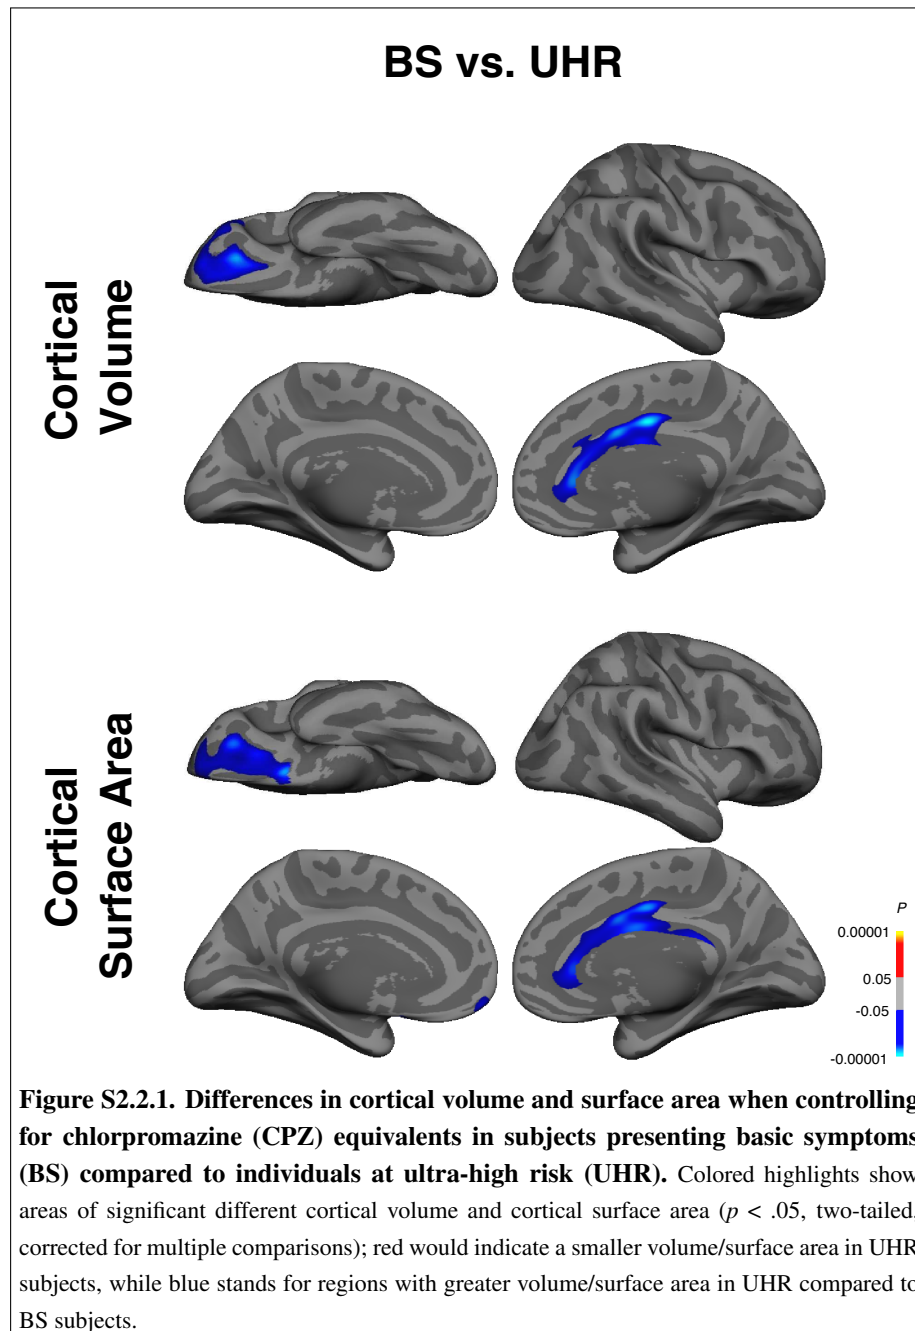 BS vs. UHR
Cortical
Volume
Cortical
Surface Area
P
0.00001
0.05
-0.05
-0.00001
Figure S2.2.1. Differences in cortical volume and surface area when controlling
for chlorpromazine (CPZ) equivalents in subjects presenting basic symptoms
(BS) compared to individuals at ultra-high risk (UHR). Colored highlights show
areas of significant different cortical volume and cortical surface area (p < .05, two-tailed,
corrected for multiple comparisons); red would indicate a smaller volume/surface area in UHR
subjects, while blue stands for regions with greater volume/surface area in UHR compared to
BS subjects.